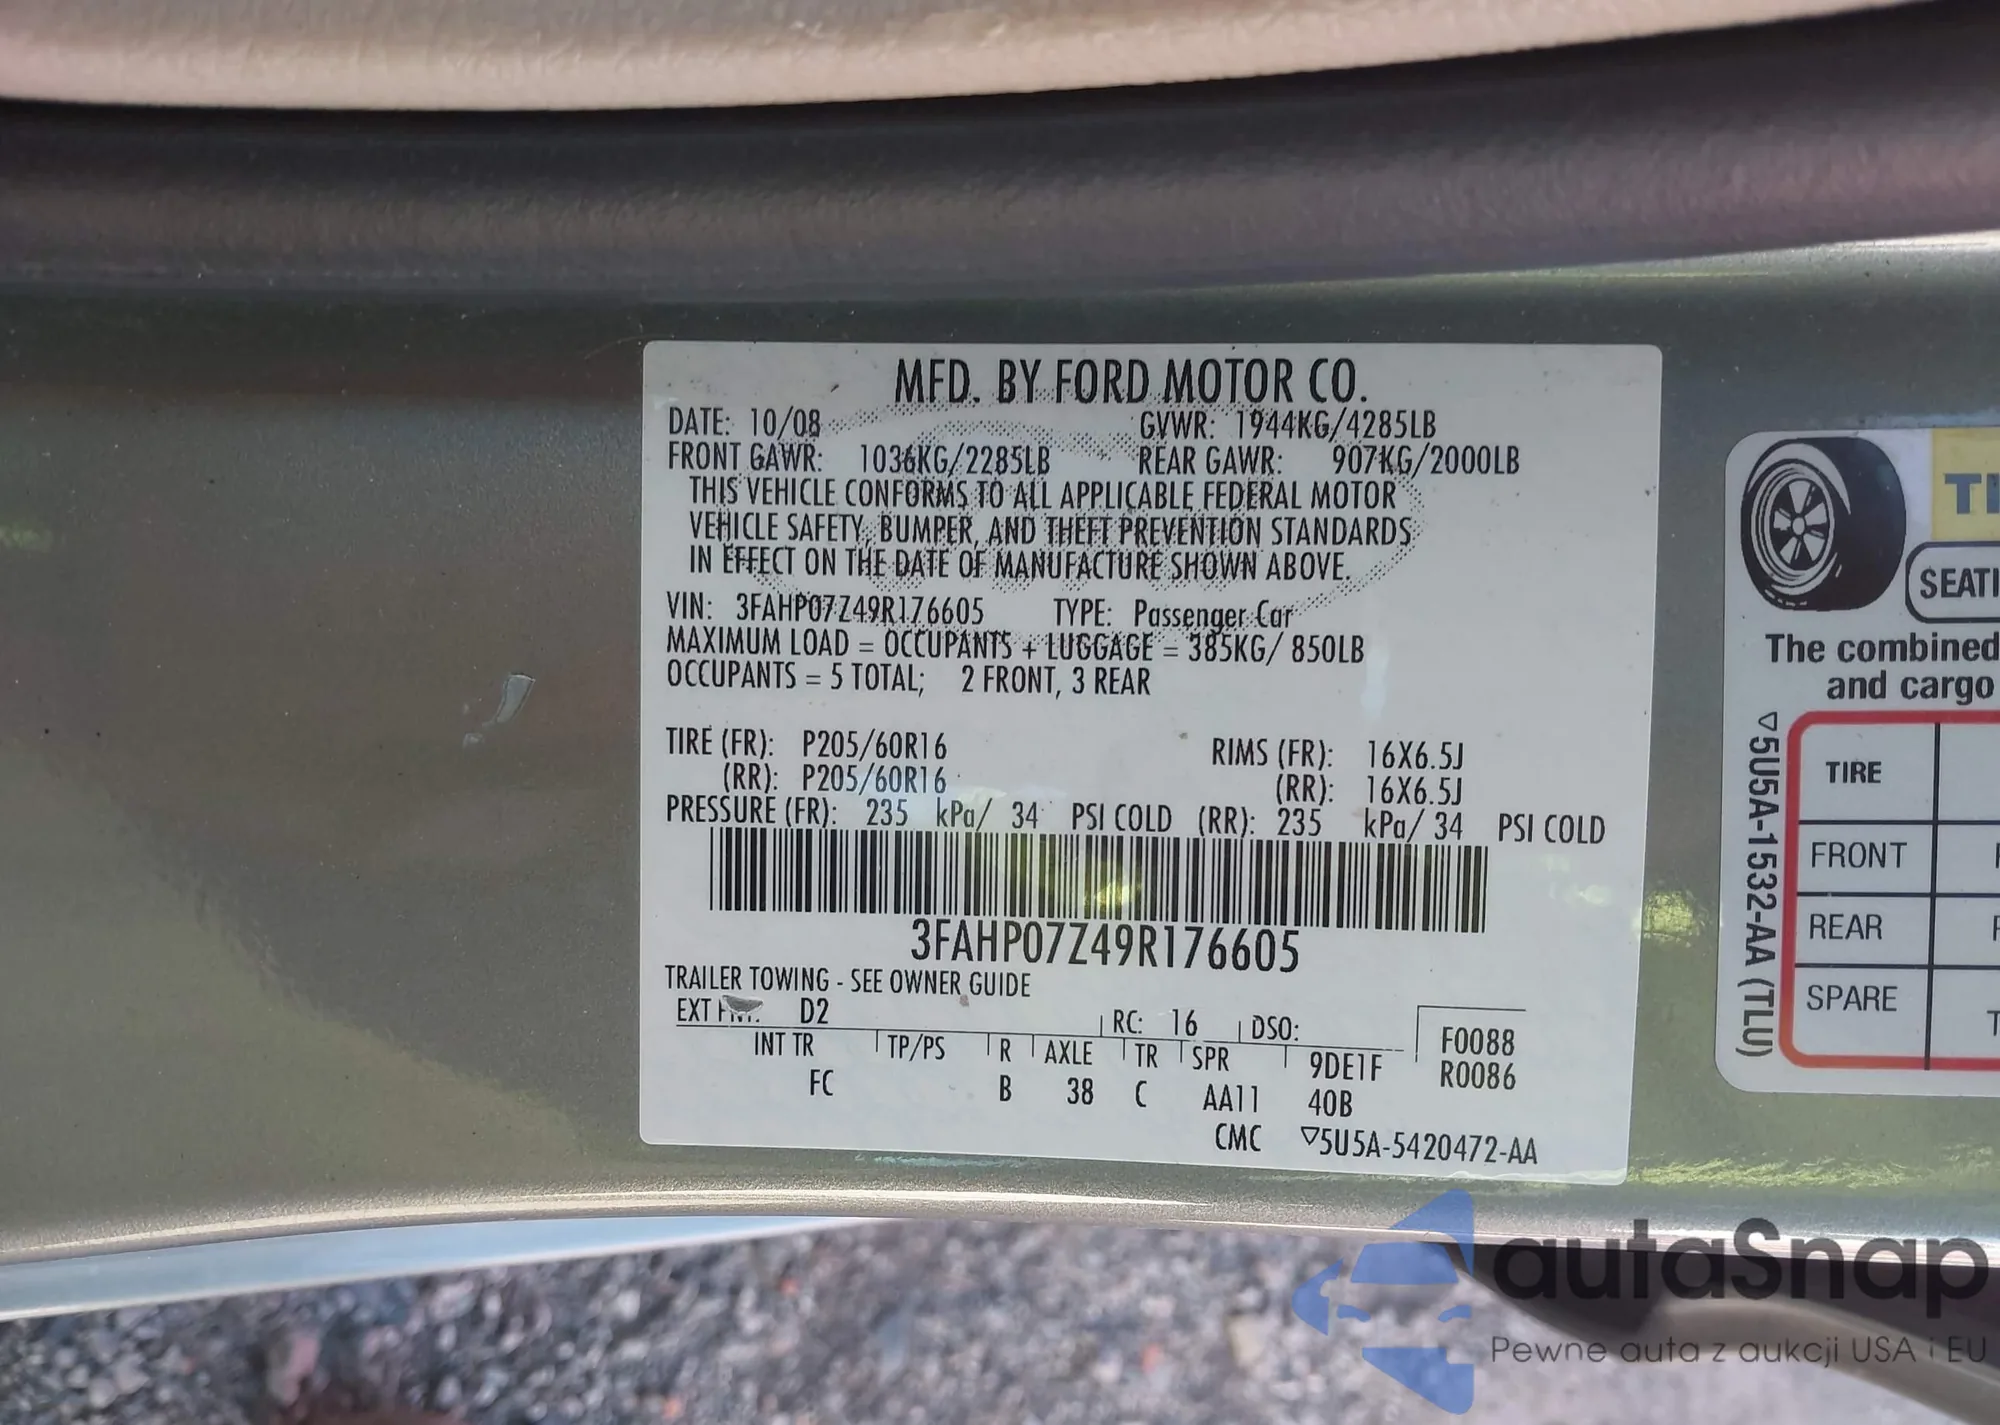 MFD. BY FORD MOTOR CO.
DATE: 10/08 GVWR: 1944KG/4285LB
FRONT GAWR: 1036KG/2285LB REAR GAWR: 907KG/2000LB
THIS VEHICLE CONFORMS TO ALL APPLICABLE FEDERAL MOTOR
VEHICLE SAFETY, BUMPER, AND THEFT PREVENTION STANDARDS
IN EFFECT ON THE DATE OF MANUFACTURE SHOWN ABOVE.
VIN: 3FAHP07Z49R176605 TYPE: Passenger Car
MAXIMUM LOAD = OCCUPANTS + LUGGAGE = 385KG/ 850LB
OCCUPANTS = 5 TOTAL; 2 FRONT, 3 REAR
TIRE (FR): P205/60R16 RIMS (FR): 16X6.5J
(RR): P205/60R16 (RR): 16X6.5J
PRESSURE (FR): 235 kPa/ 34 PSI COLD (RR): 235 kPa/ 34 PSI COLD
3FAHP07Z49R176605
TRAILER TOWING - SEE OWNER GUIDE
EXT D2 RC: 16 DSO:
INT TR TP/PS R AXLE TR SPR 9DE1F
FC B 38 C AA11 40B
F0088
R0086
CMC ▽5U5A-5420472-AA
TI
SEATI
The combined
and cargo
▽5U5A-1532-AA (TLU)
TIRE
FRONT
REAR
SPARE
T
autaSnap
Pewne auta z aukcji USA i EU